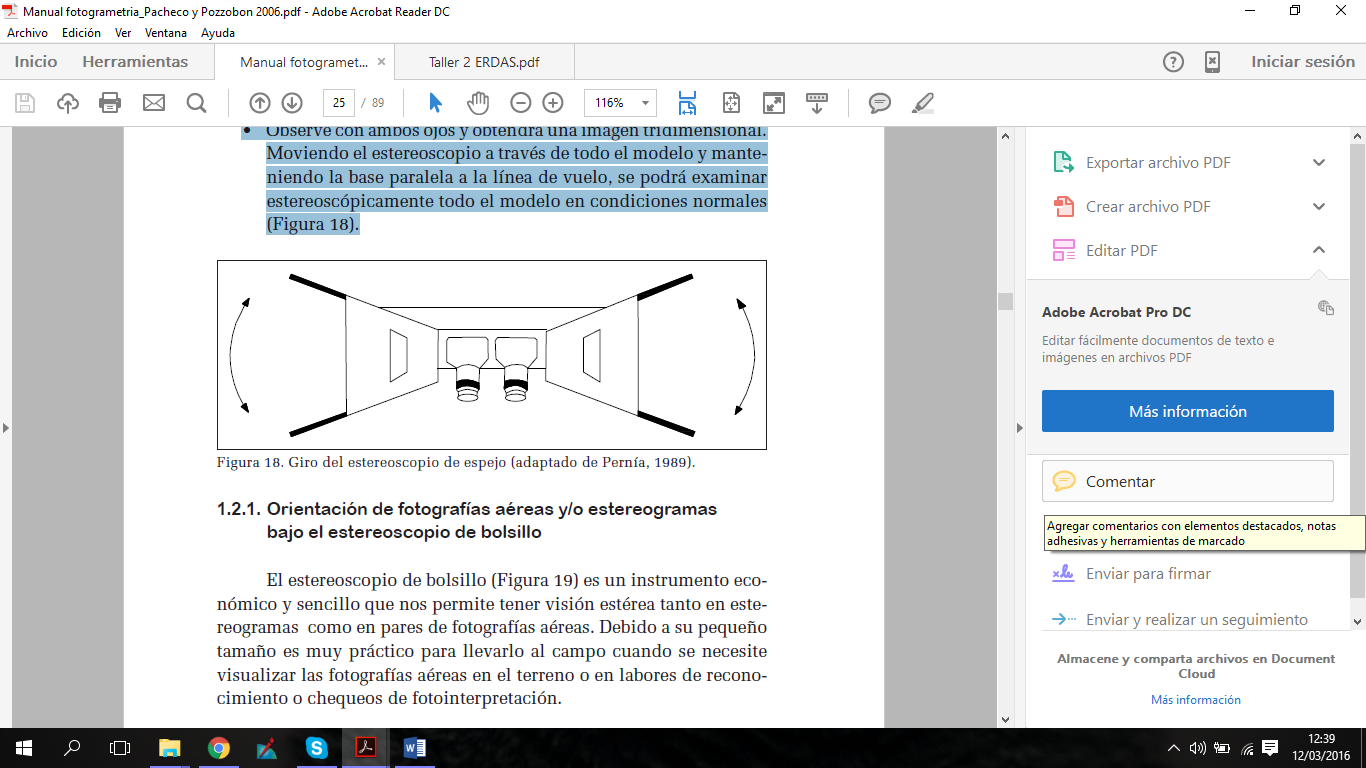 Manual fotogrametria_Pacheco y Pozzobon 2006.pdf - Adobe Acrobat Reader DC
Archivo Edición Ver Ventana Ayuda
Inicio Herramientas Manual fotogramet... × Taller 2 ERDAS.pdf Iniciar sesión
25 / 89 116%
• Observe con ambos ojos y obtendrá una imagen tridimensional.
Moviendo el estereoscopio a través de todo el modelo y mante-
niendo la base paralela a la línea de vuelo, se podrá examinar
estereoscópicamente todo el modelo en condiciones normales
(Figura 18).
Figura 18. Giro del estereoscopio de espejo (adaptado de Pernía, 1989).
1.2.1. Orientación de fotografías aéreas y/o estereogramas
bajo el estereoscopio de bolsillo
El estereoscopio de bolsillo (Figura 19) es un instrumento eco-
nómico y sencillo que nos permite tener visión estérea tanto en este-
reogramas como en pares de fotografías aéreas. Debido a su pequeño
tamaño es muy práctico para llevarlo al campo cuando se necesite
visualizar las fotografías aéreas en el terreno o en labores de recono-
cimiento o chequeos de fotointerpretación.
Exportar archivo PDF
Crear archivo PDF
Editar PDF
Adobe Acrobat Pro DC
Editar fácilmente documentos de texto e
imágenes en archivos PDF
Más información
Comentar
Agregar comentarios con elementos destacados, notas
adhesivas y herramientas de marcado
Enviar para firmar
Enviar y realizar un seguimiento
Almacene y comparta archivos en Document
Cloud
Más información
12:39
12/03/2016